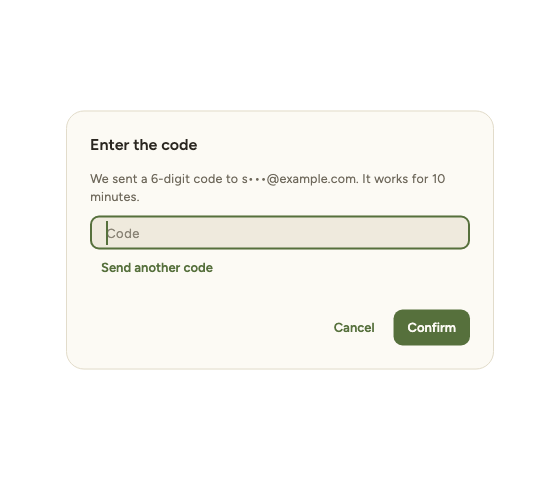 Enter the code
We sent a 6-digit code to s•••@example.com. It works for 10
minutes.
Code
Send another code
Cancel
Confirm